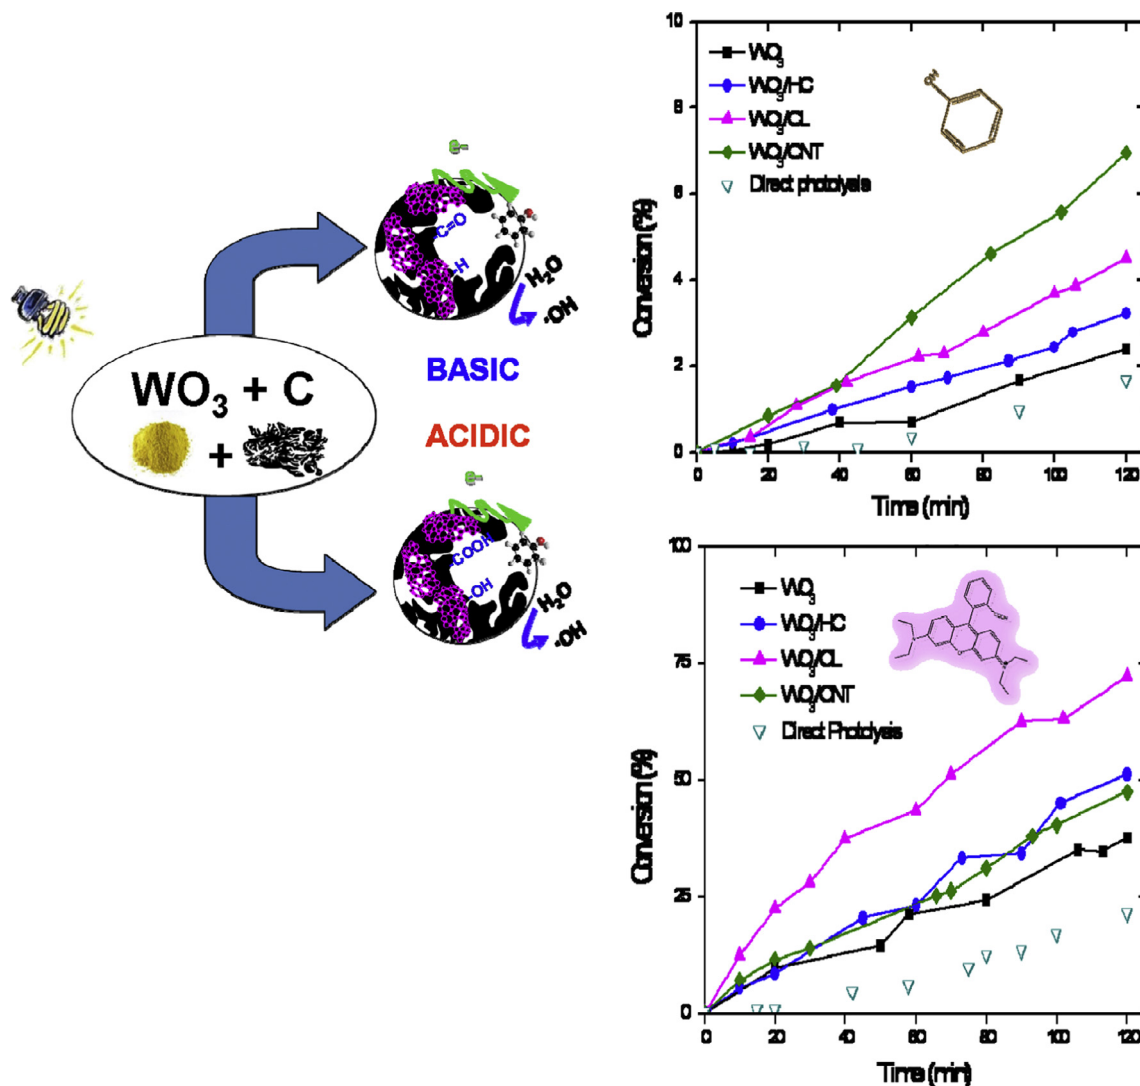 e-
-C=O
-H
H₂O
·OH
BASIC
WO₃ + C
+
ACIDIC
e-
-COOH
-OH
H₂O
·OH
10
8
6
4
2
0
Conversion (%)
WO₃
WO₃/HC
WO₃/CL
WO₃/CNT
Direct photolysis
OH
0 20 40 60 80 100 120
Time (min)
100
75
50
25
0
Conversion (%)
WO₃
WO₃/HC
WO₃/CL
WO₃/CNT
Direct Photolysis
0 20 40 60 80 100 120
Time (min)